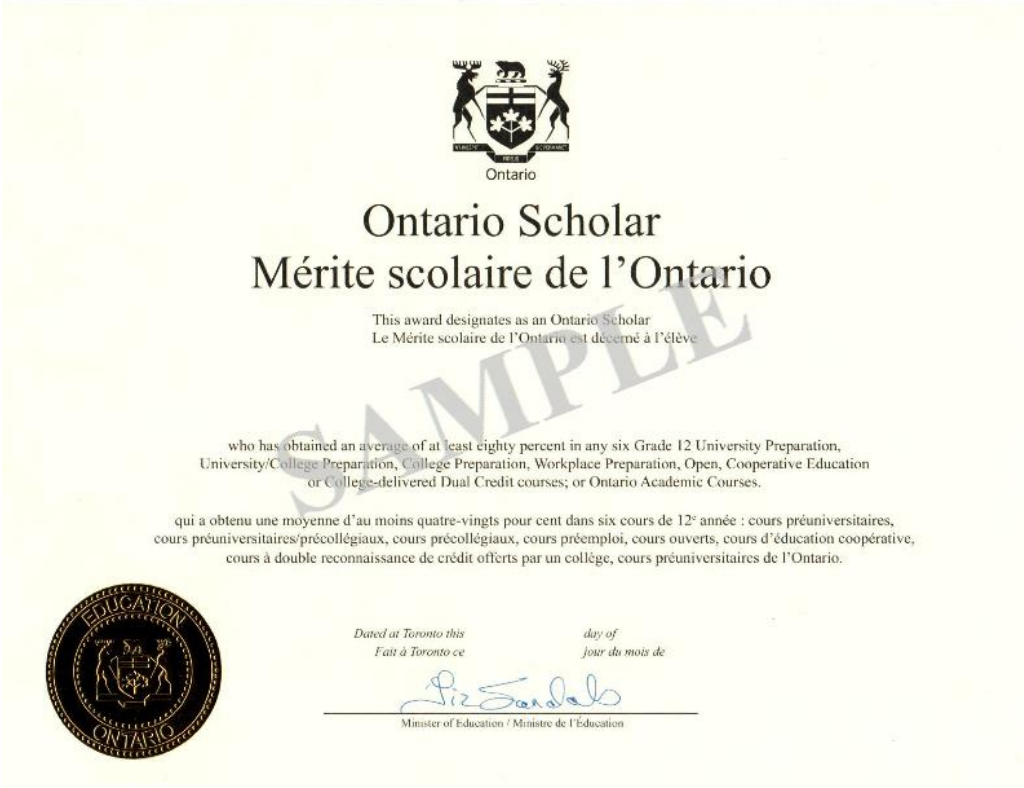 Ontario
Ontario Scholar
Mérite scolaire de l'Ontario
This award designates as an Ontario Scholar
Le Mérite scolaire de l'Ontario est décerné à l'élève
SAMPLE
who has obtained an average of at least eighty percent in any six Grade 12 University Preparation,
University/College Preparation, College Preparation, Workplace Preparation, Open, Cooperative Education
or College-delivered Dual Credit courses; or Ontario Academic Courses.
qui a obtenu une moyenne d'au moins quatre-vingts pour cent dans six cours de 12e année : cours préuniversitaires,
cours préuniversitaires/précollégiaux, cours précollégiaux, cours préemploi, cours ouverts, cours d'éducation coopérative,
cours à double reconnaissance de crédit offerts par un collège, cours préuniversitaires de l'Ontario.
EDUCATION
ONTARIO
Dated at Toronto this day of
Fait à Toronto ce jour du mois de
Liz Sandals
Minister of Education / Ministre de l'Éducation